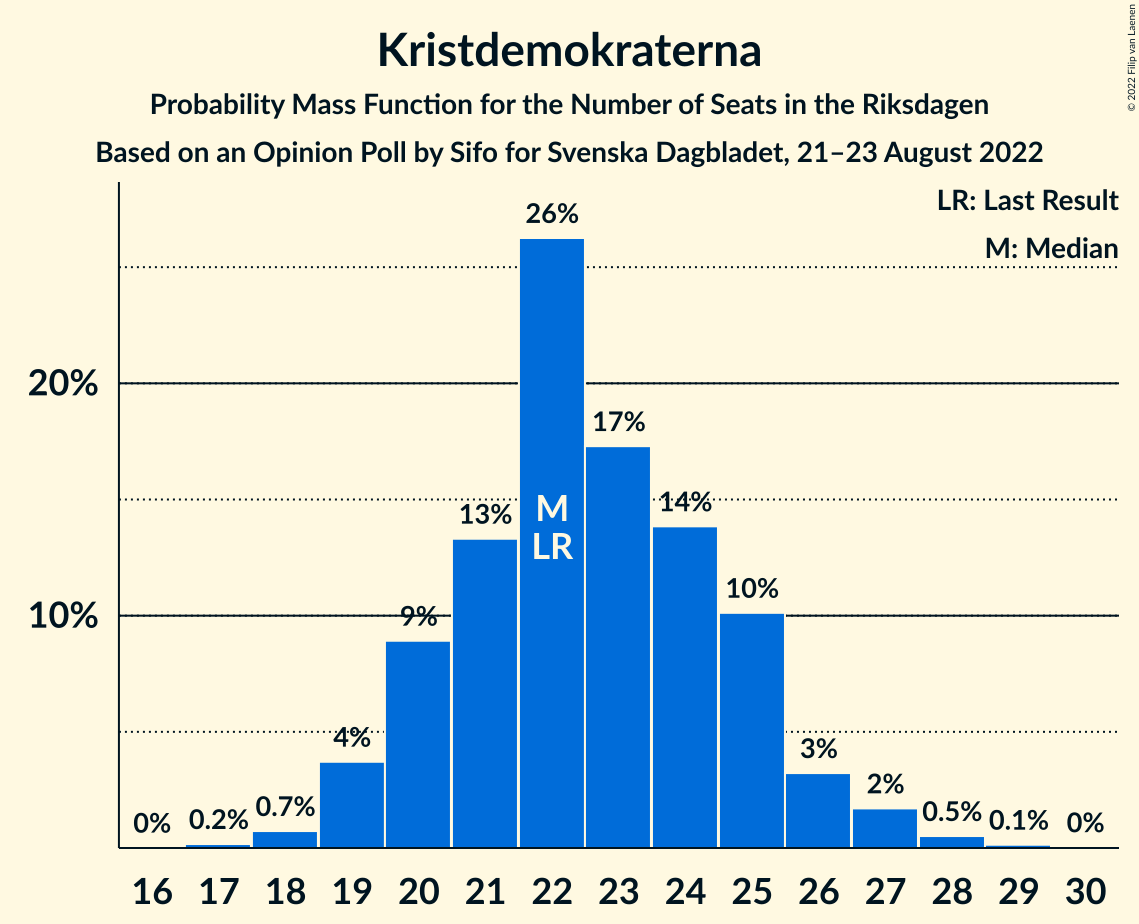 Kristdemokraterna
Probability Mass Function for the Number of Seats in the Riksdagen
Based on an Opinion Poll by Sifo for Svenska Dagbladet, 21–23 August 2022
© 2022 Filip van Laenen
LR: Last Result
M: Median
20%
10%
0%
0.2%
0.7%
4%
9%
13%
26%
M
LR
17%
14%
10%
3%
2%
0.5%
0.1%
0%
16 17 18 19 20 21 22 23 24 25 26 27 28 29 30